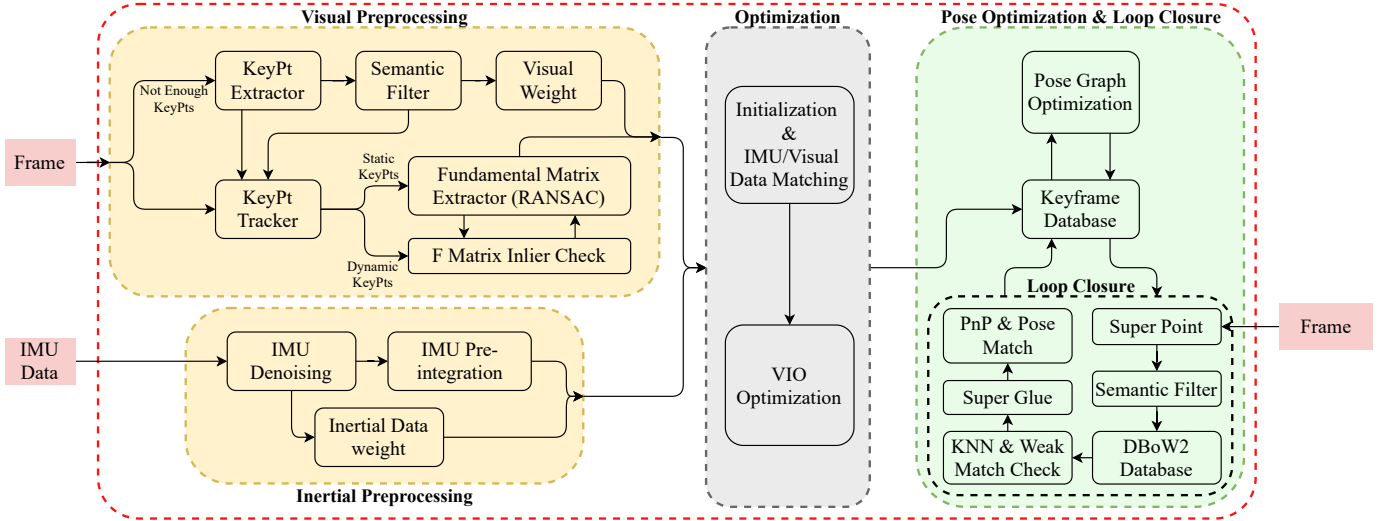 Visual Preprocessing
Optimization
Pose Optimization & Loop Closure
Frame
Not Enough
KeyPts
KeyPt
Extractor
Semantic
Filter
Visual
Weight
KeyPt
Tracker
Static
KeyPts
Fundamental Matrix
Extractor (RANSAC)
Dynamic
KeyPts
F Matrix Inlier Check
IMU
Data
IMU
Denoising
IMU Pre-
integration
Inertial Data
weight
Inertial Preprocessing
Initialization
&
IMU/Visual
Data Matching
VIO
Optimization
Pose Graph
Optimization
Keyframe
Database
Loop Closure
PnP & Pose
Match
Super Point
Frame
Super Glue
Semantic Filter
KNN & Weak
Match Check
DBoW2
Database